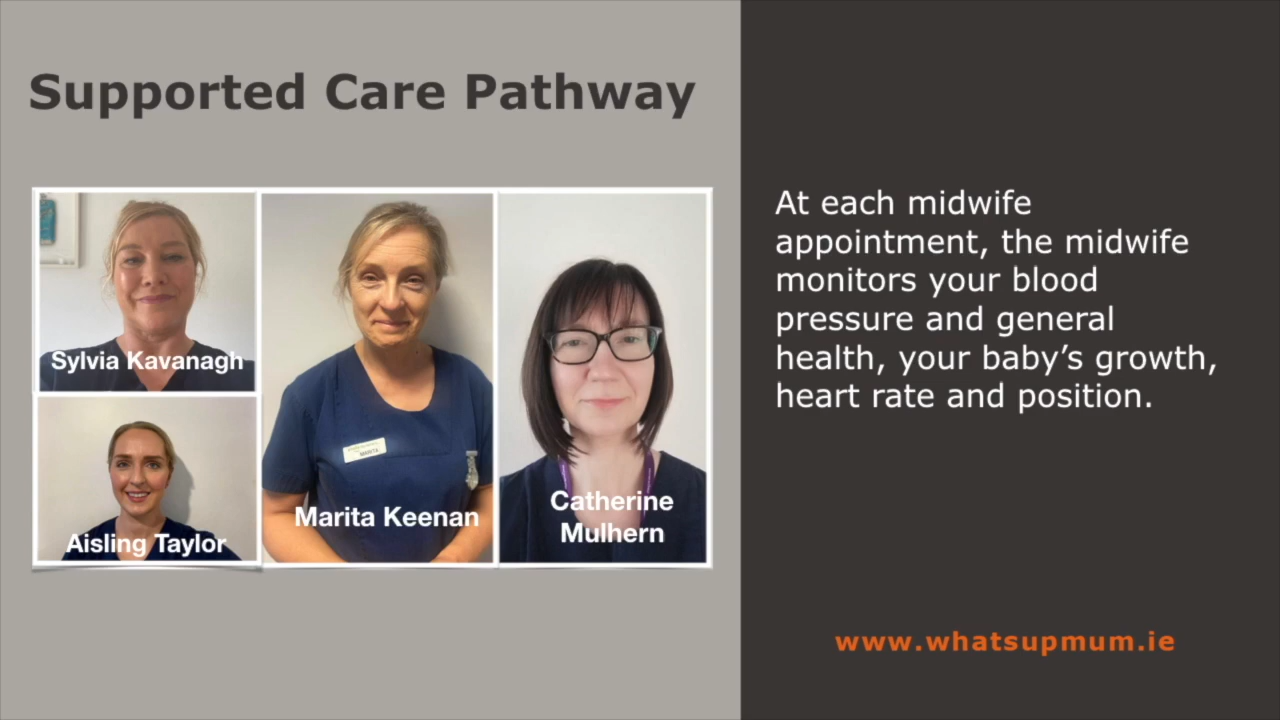 Supported Care Pathway
Sylvia Kavanagh
Aisling Taylor
MARITA
Marita Keenan
Catherine
Mulhern
At each midwife
appointment, the midwife
monitors your blood
pressure and general
health, your baby’s growth,
heart rate and position.
www.whatsupmum.ie